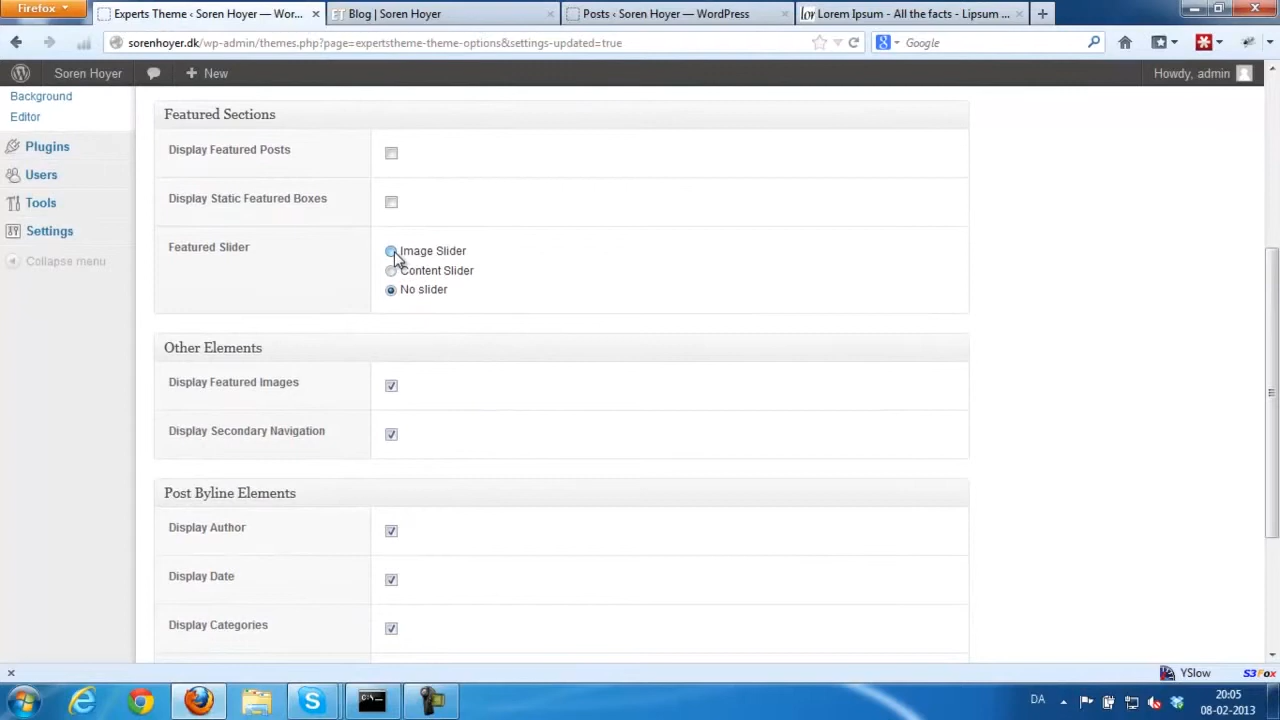 Firefox
Experts Theme ‹ Soren Hoyer — Wor...
Blog | Soren Hoyer
Posts ‹ Soren Hoyer — WordPress
Lorem Ipsum - All the facts - Lipsum ...
sorenhoyer.dk/wp-admin/themes.php?page=expertstheme-theme-options&settings-updated=true
Google
Soren Hoyer
New
Howdy, admin
Background
Editor
Plugins
Users
Tools
Settings
Collapse menu
Featured Sections
Display Featured Posts
Display Static Featured Boxes
Featured Slider
Image Slider
Content Slider
No slider
Other Elements
Display Featured Images
Display Secondary Navigation
Post Byline Elements
Display Author
Display Date
Display Categories
YSlow
S3Fox
DA
20:05
08-02-2013